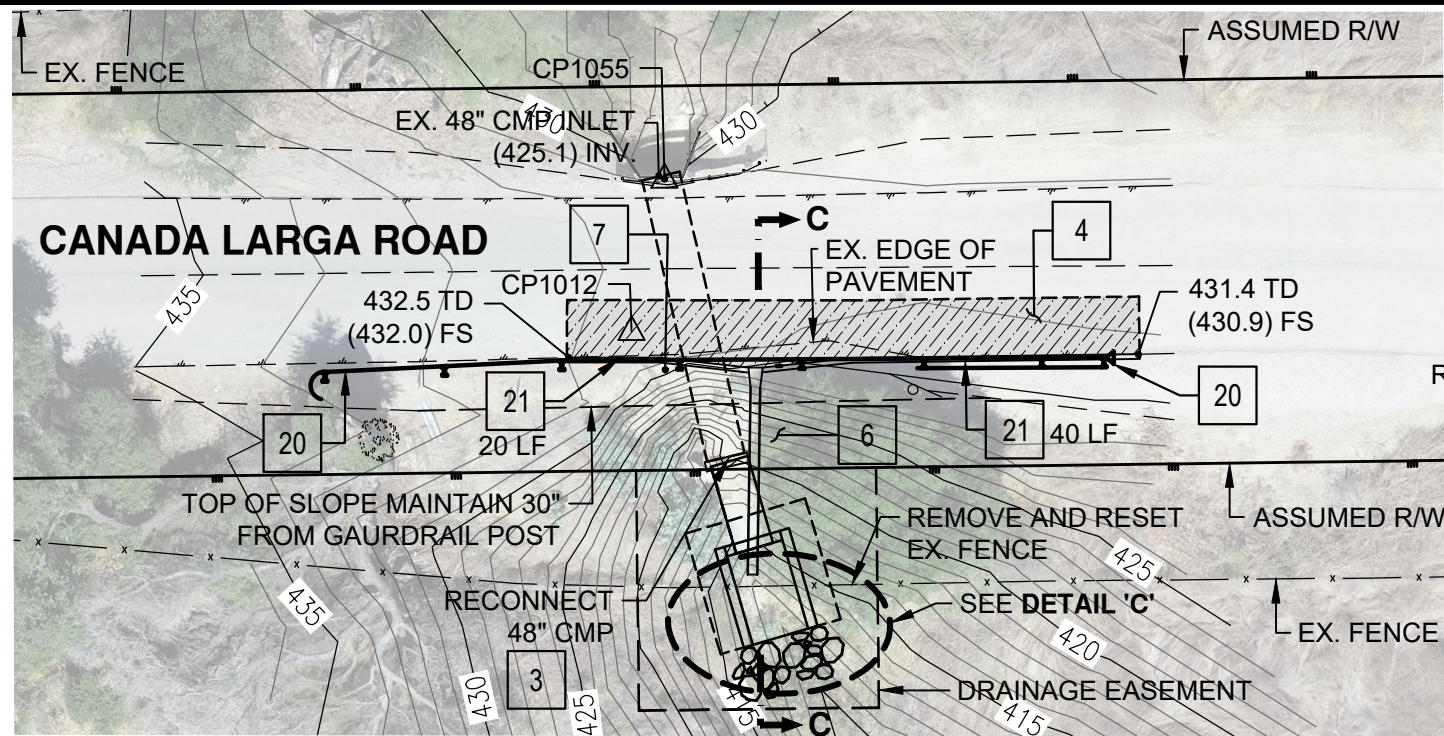 ASSUMED R/W
EX. FENCE
CP1055
430
EX. 48" CMP INLET
(425.1) INV.
430
CANADA LARGA ROAD
7
C
4
EX. EDGE OF
PAVEMENT
435
CP1012
432.5 TD
(432.0) FS
431.4 TD
(430.9) FS
R
20
21
20 LF
20
6
21
40 LF
TOP OF SLOPE MAINTAIN 30"
FROM GAURDRAIL POST
REMOVE AND RESET
EX. FENCE
ASSUMED R/W
425
435
RECONNECT
48" CMP
SEE DETAIL 'C'
EX. FENCE
420
3
430
425
415
DRAINAGE EASEMENT
415
C